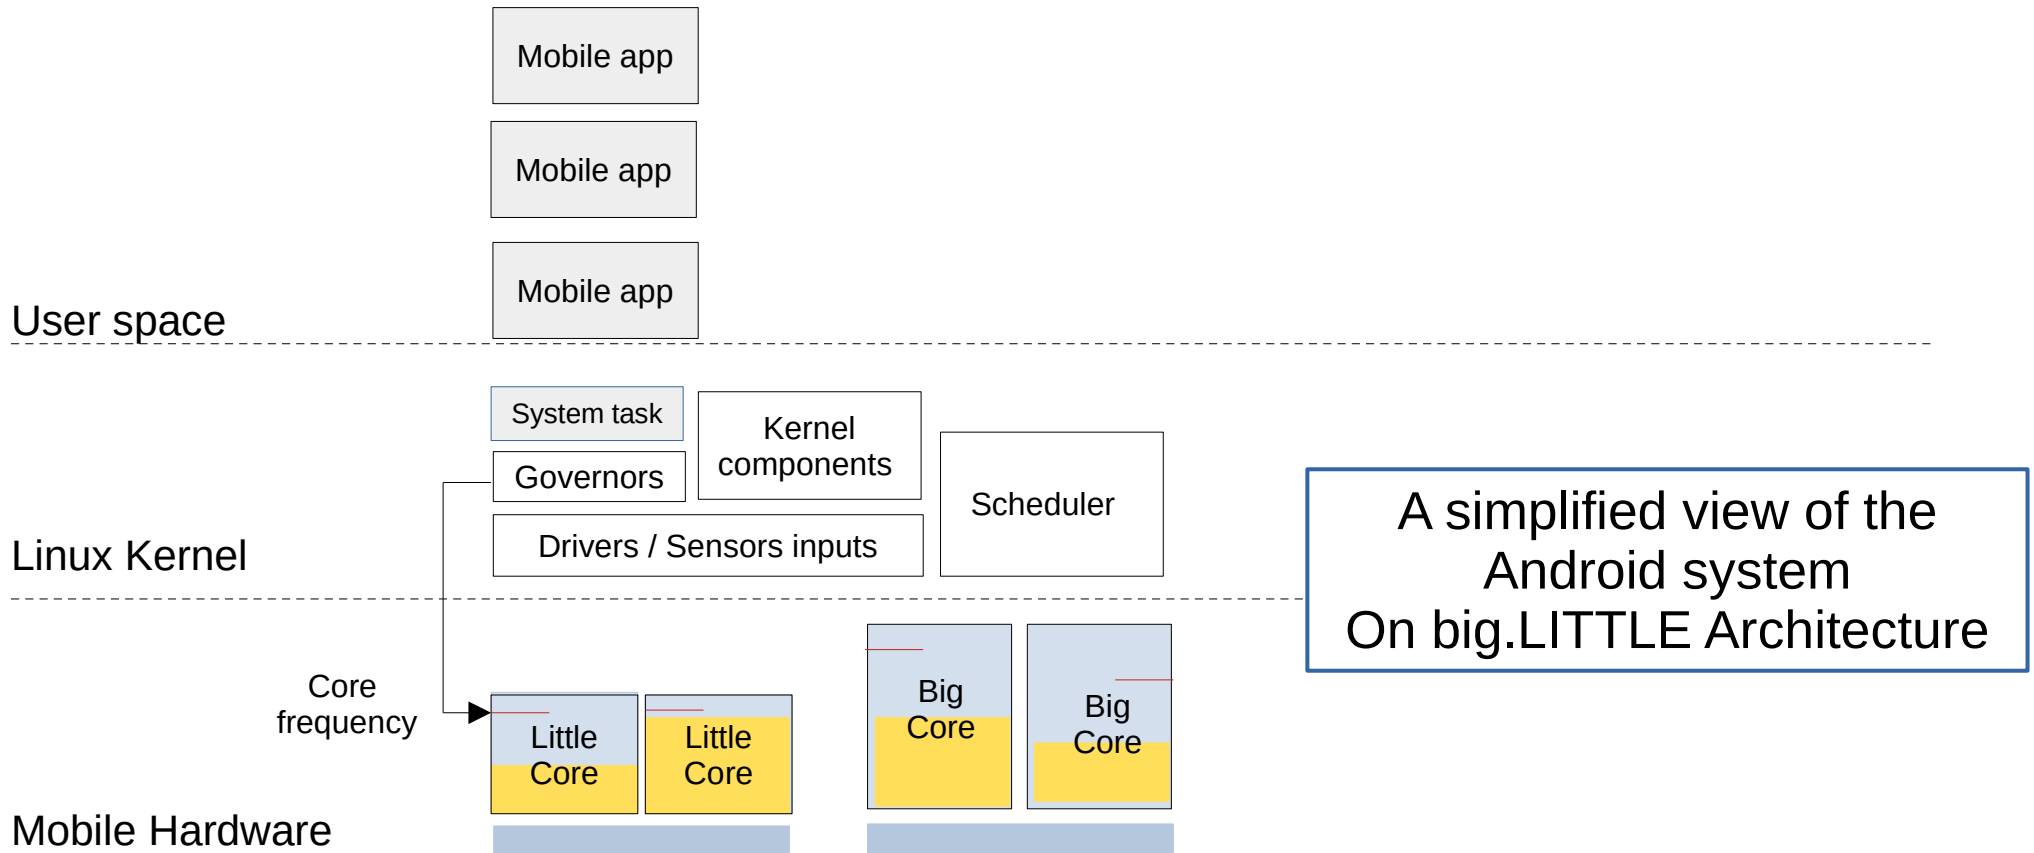 Mobile app
Mobile app
Mobile app
User space
System task
Kernel
components
Governors
Scheduler
Drivers / Sensors inputs
Linux Kernel
A simplified view of the
Android system
On big.LITTLE Architecture
Core
frequency
Little
Core
Little
Core
Big
Core
Big
Core
Mobile Hardware